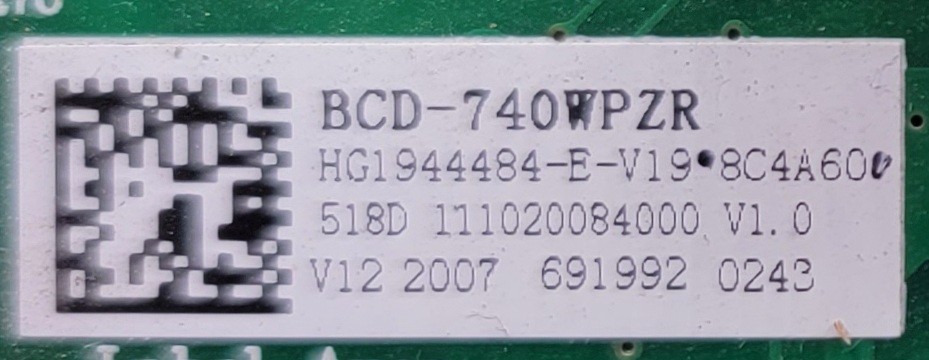 BCD-740WPZR
HG1944484-E-V19•8C4A600
518D 111020084000 V1.0
V12 2007 691992 0243